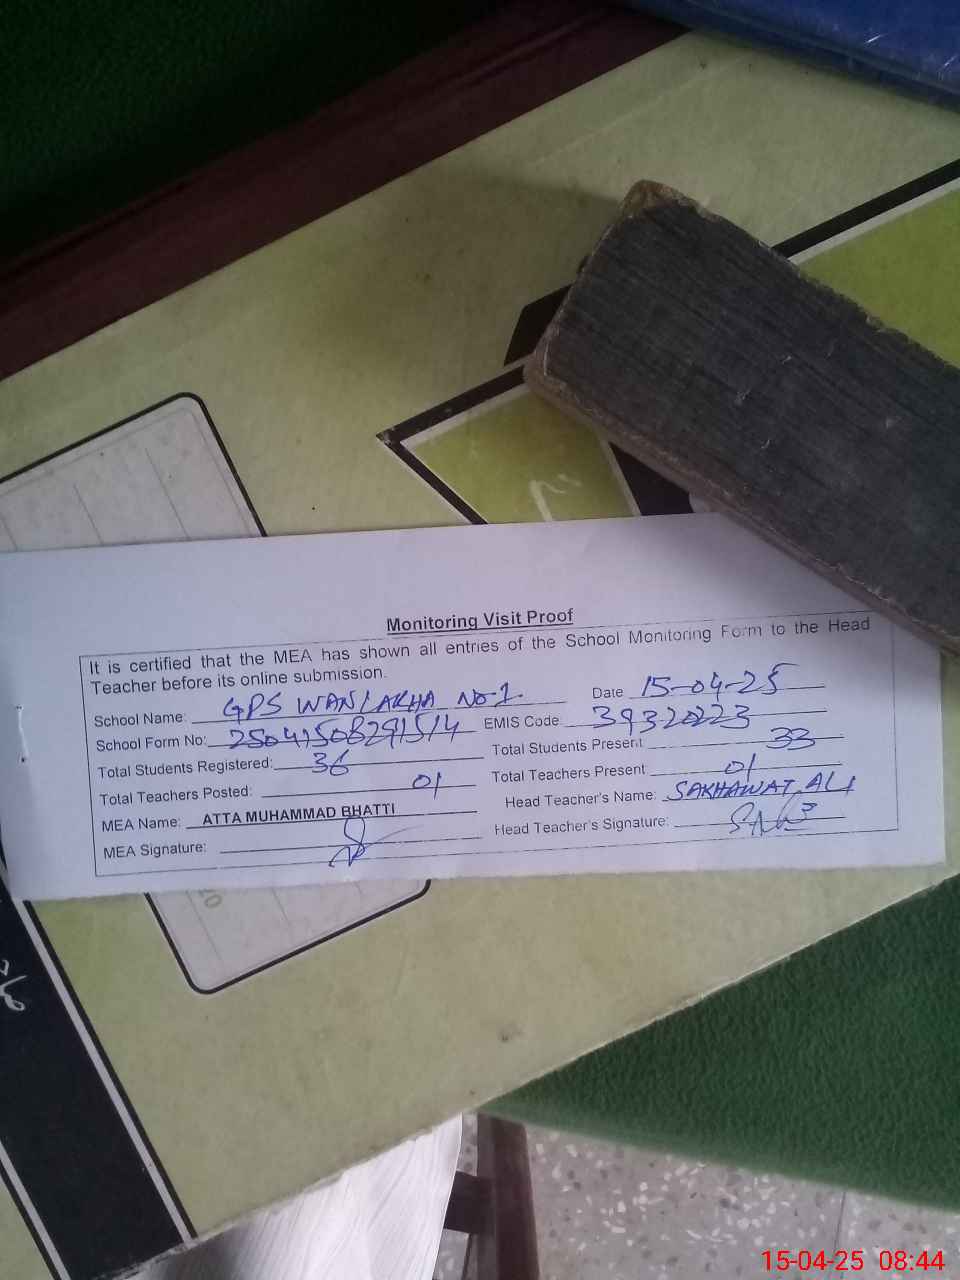 Monitoring Visit Proof
It is certified that the MEA has shown all entries of the School Monitoring Form to the Head
Teacher before its online submission.
School Name: GPS WANLAKHA No.1 Date 15-04-25
School Form No: EMIS Code: 39320223
Total Students Registered: 36 Total Students Present 33
Total Teachers Posted: 01 Total Teachers Present: 01
MEA Name: ATTA MUHAMMAD BHATTI Head Teacher's Name: SAKHAWAT ALI
MEA Signature: Head Teacher's Signature:
15-04-25 08:44